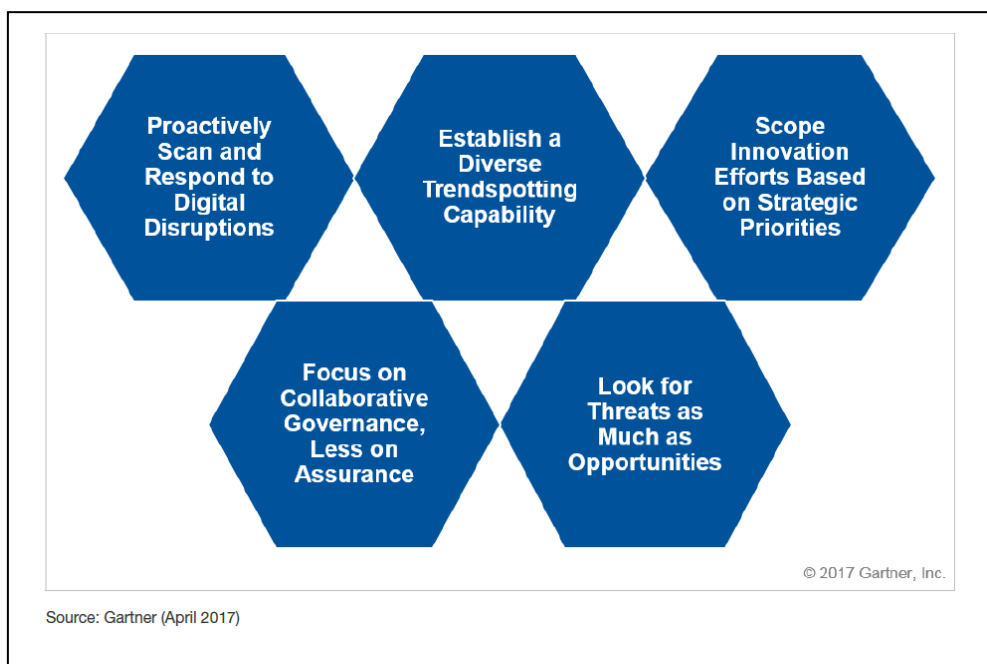 Proactively
Scan and
Respond to
Digital
Disruptions
Establish a
Diverse
Trendspotting
Capability
Scope
Innovation
Efforts Based
on Strategic
Priorities
Focus on
Collaborative
Governance,
Less on
Assurance
Look for
Threats as
Much as
Opportunities
© 2017 Gartner, Inc.
Source: Gartner (April 2017)